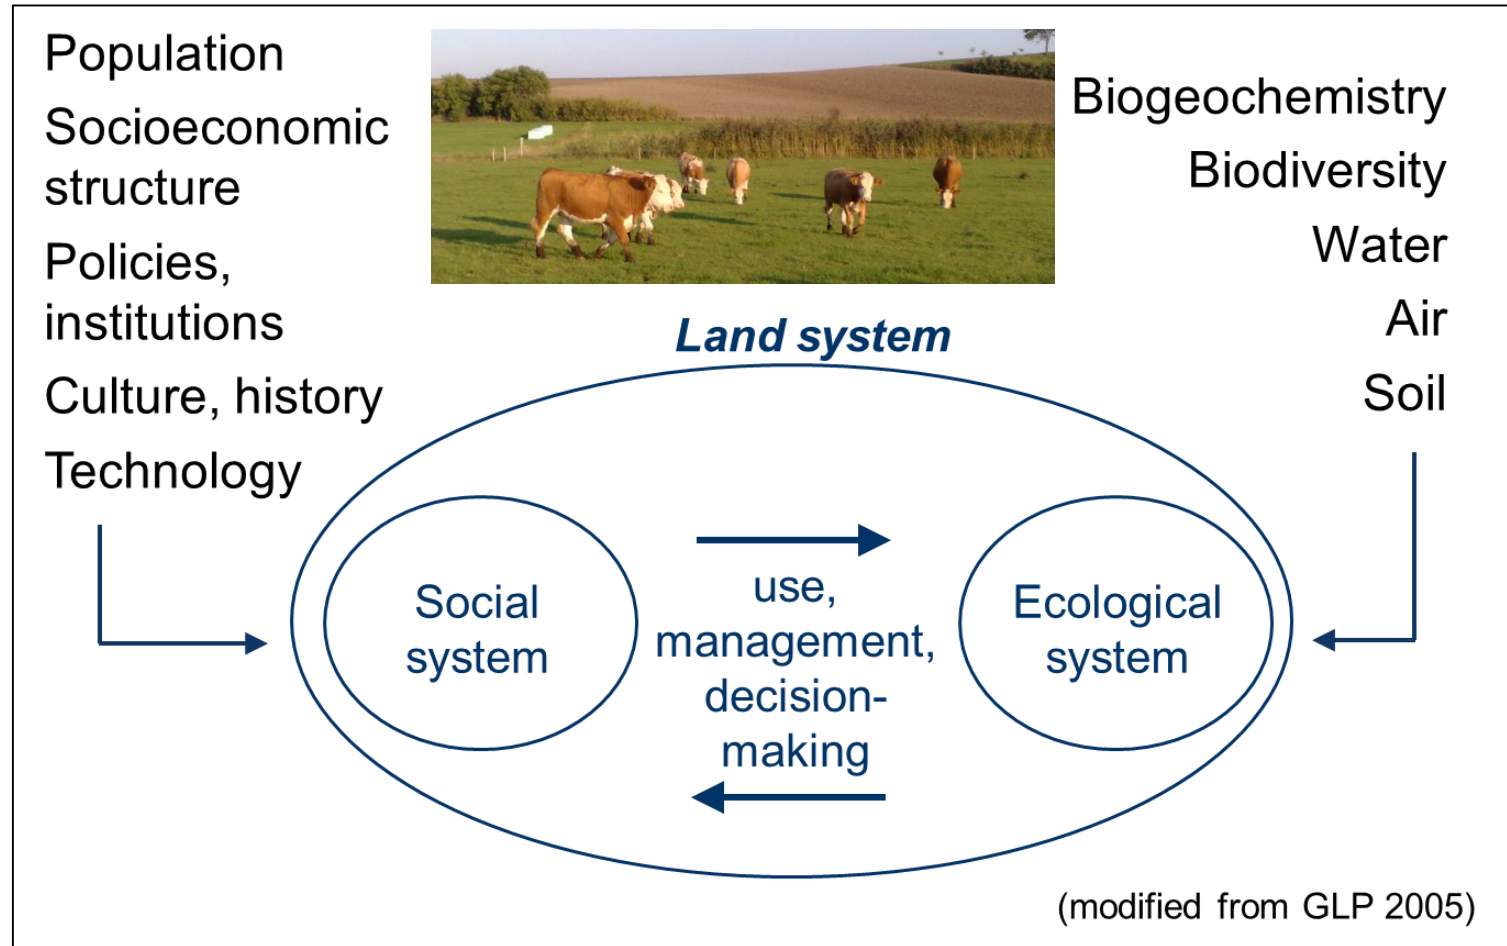 Population
Socioeconomic
structure
Policies,
institutions
Culture, history
Technology
Biogeochemistry
Biodiversity
Water
Air
Soil
Land system
Social
system
use,
management,
decision-
making
Ecological
system
(modified from GLP 2005)